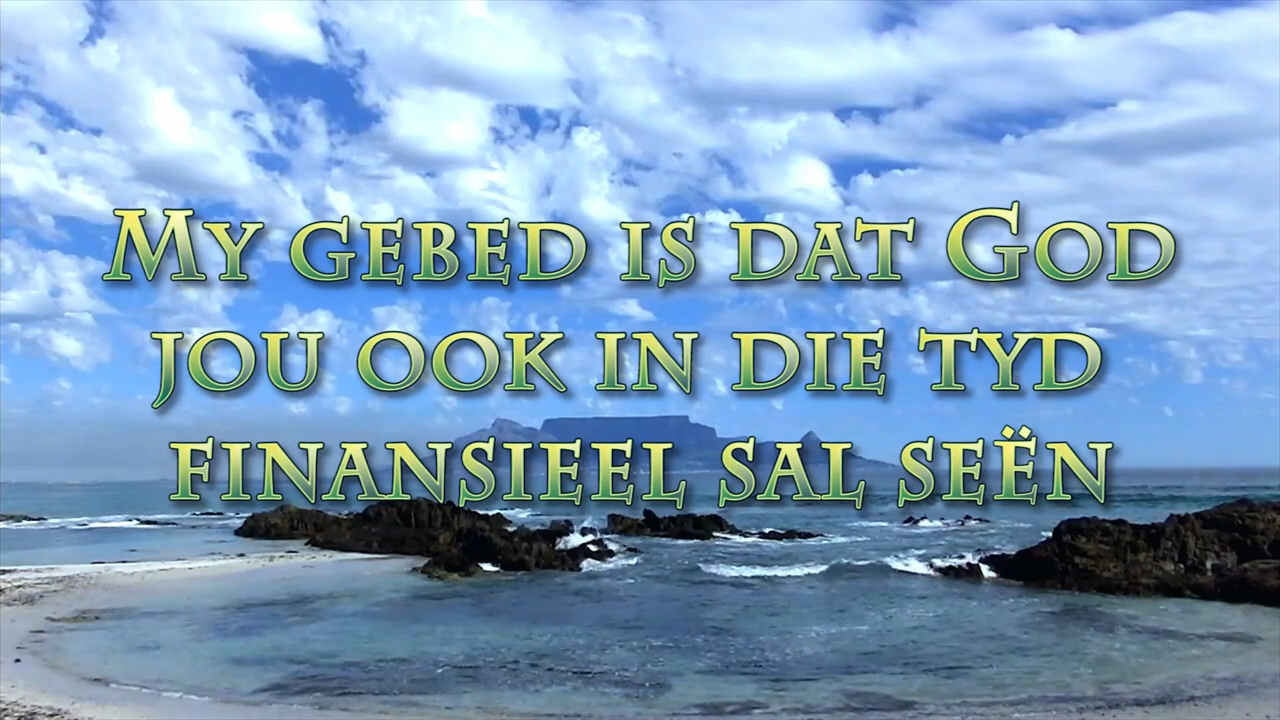 My gebed is dat God
jou ook in die tyd
finansieel sal seën